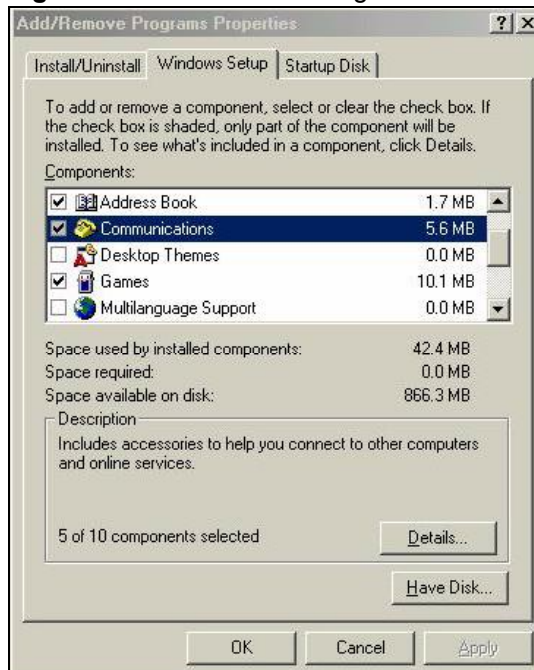 Add/Remove Programs Properties
Install/Uninstall Windows Setup Startup Disk
To add or remove a component, select or clear the check box. If
the check box is shaded, only part of the component will be
installed. To see what's included in a component, click Details.
Components:
Address Book 1.7 MB
Communications 5.6 MB
Desktop Themes 0.0 MB
Games 10.1 MB
Multilanguage Support 0.0 MB
Space used by installed components: 42.4 MB
Space required: 0.0 MB
Space available on disk: 866.3 MB
Description
Includes accessories to help you connect to other computers
and online services.
5 of 10 components selected
Details...
Have Disk...
OK Cancel Apply